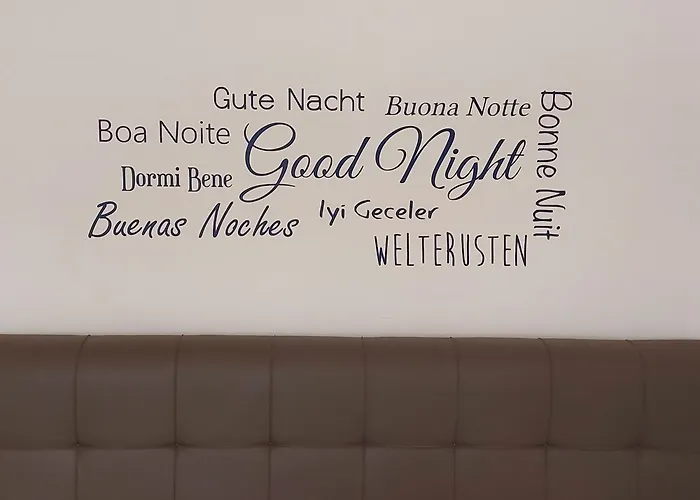 Gute Nacht
Buona Notte
Bonne Nuit
Boa Noite
Good Night
Dormi Bene
Buenas Noches
Iyi Geceler
WELTERUSTEN